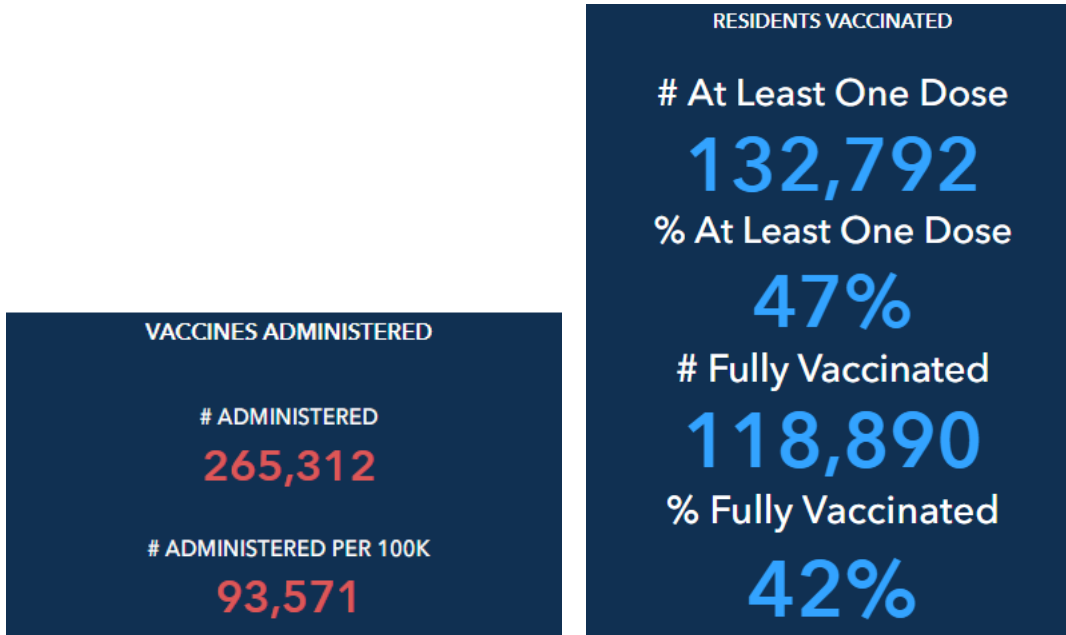 VACCINES ADMINISTERED
# ADMINISTERED
265,312
# ADMINISTERED PER 100K
93,571
RESIDENTS VACCINATED
# At Least One Dose
132,792
% At Least One Dose
47%
# Fully Vaccinated
118,890
% Fully Vaccinated
42%